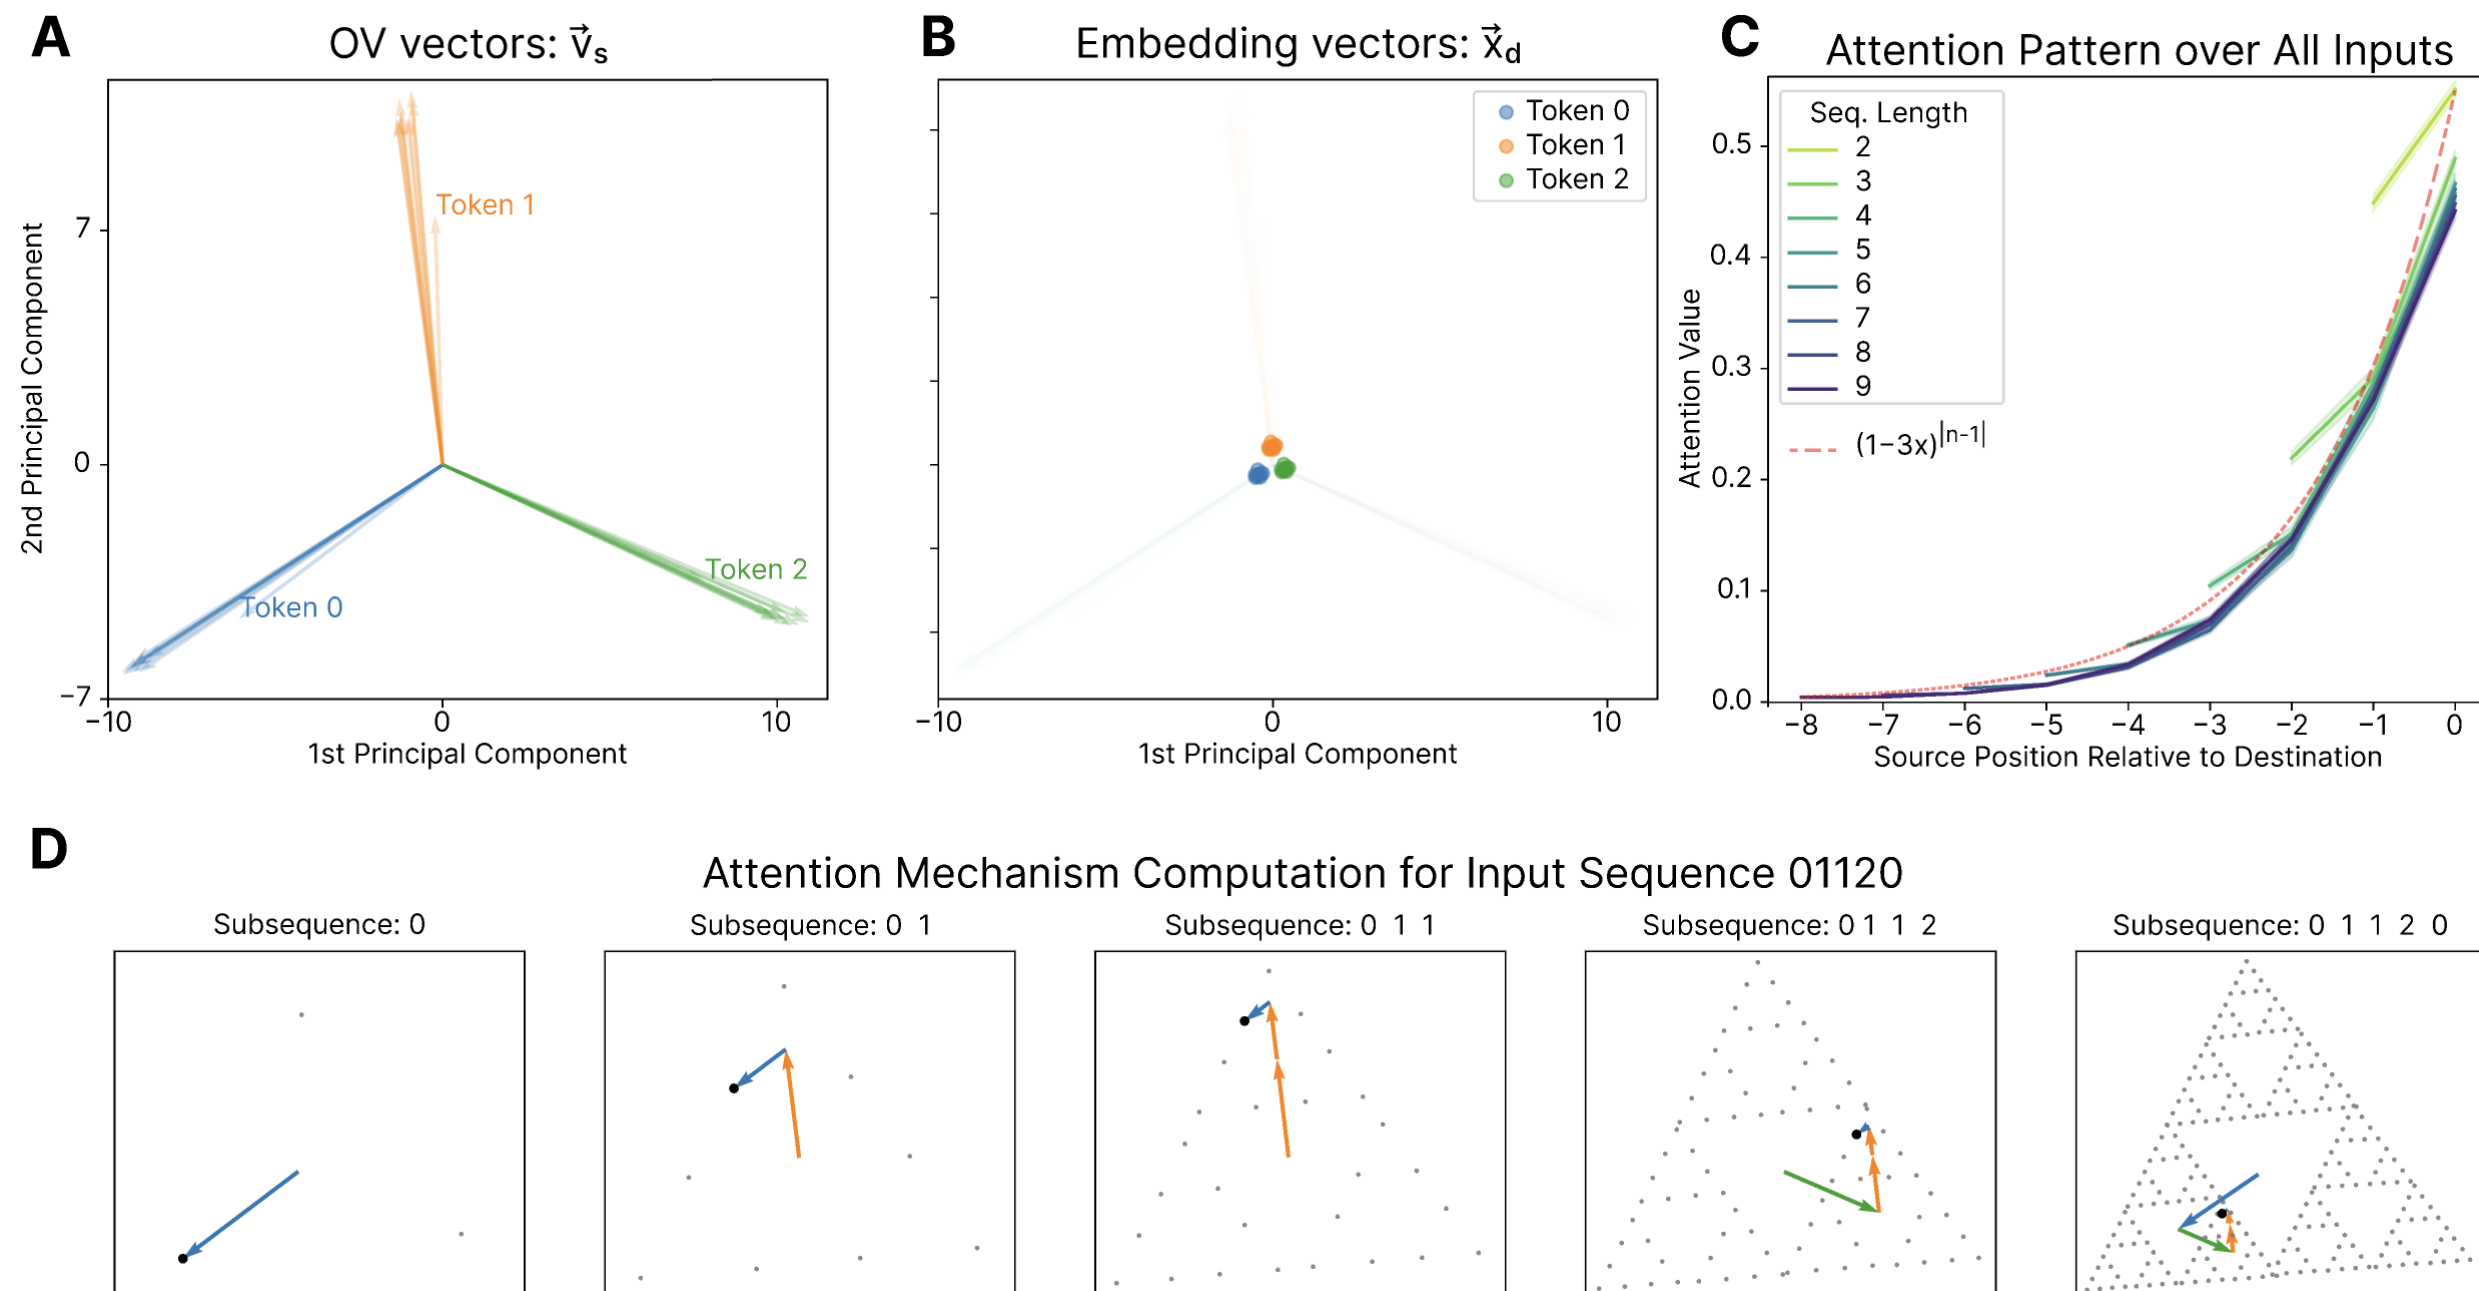 A
OV vectors: v⃗s
2nd Principal Component
7
0
−7
−10
0
10
1st Principal Component
Token 1
Token 2
Token 0
B
Embedding vectors: x⃗d
Token 0
Token 1
Token 2
−10
0
10
1st Principal Component
C
Attention Pattern over All Inputs
Seq. Length
2
3
4
5
6
7
8
9
(1−3x)|n-1|
Attention Value
0.5
0.4
0.3
0.2
0.1
0.0
−8 −7 −6 −5 −4 −3 −2 −1 0
Source Position Relative to Destination
D
Attention Mechanism Computation for Input Sequence 01120
Subsequence: 0
Subsequence: 0 1
Subsequence: 0 1 1
Subsequence: 0 1 1 2
Subsequence: 0 1 1 2 0